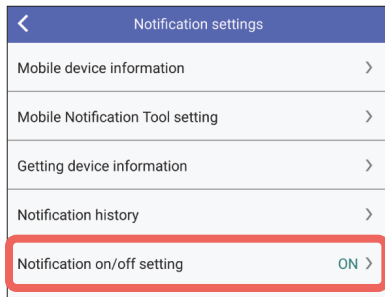 Notification settings
Mobile device information
Mobile Notification Tool setting
Getting device information
Notification history
Notification on/off setting ON